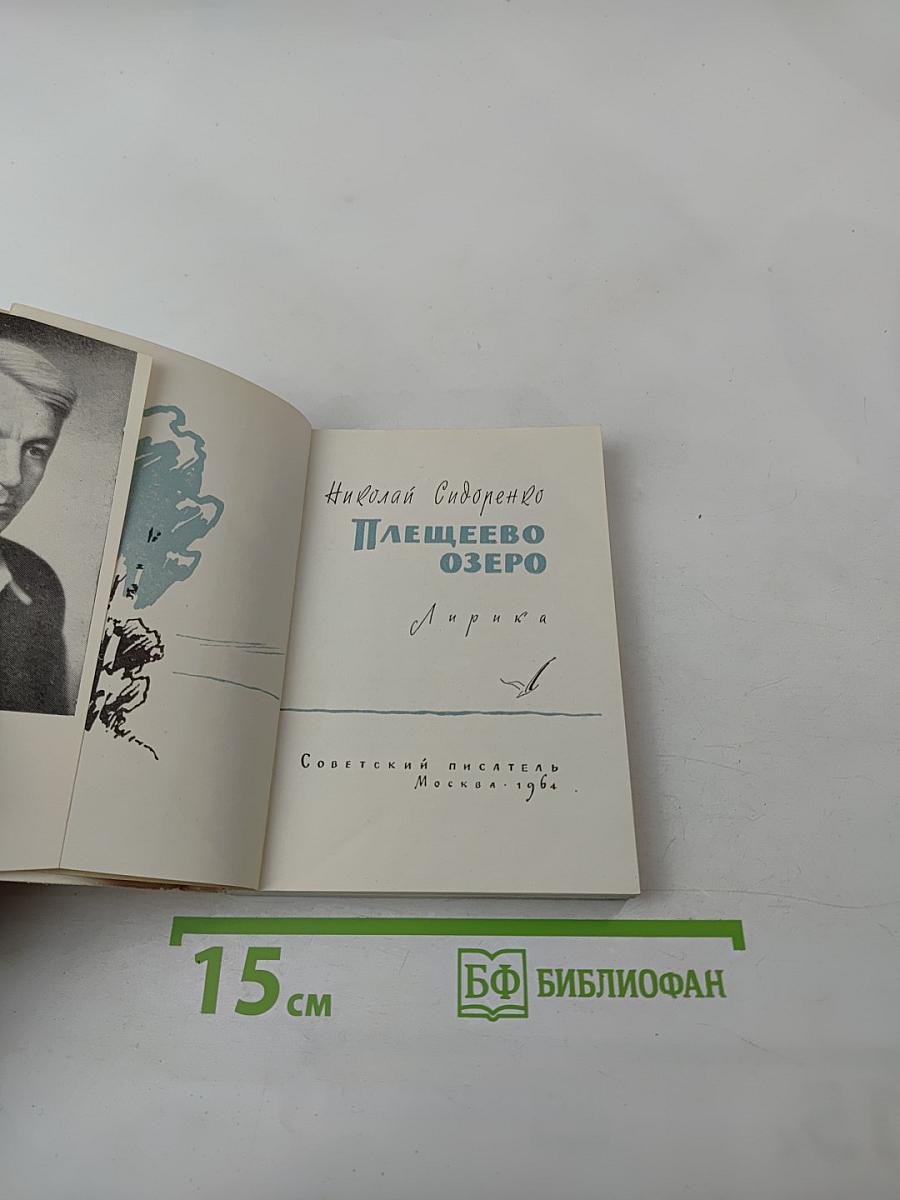 Николай Сидоренко
Плещеево
озеро
Лирика
Советский писатель
Москва · 1964
15 см
БФ БИБЛИОФАН